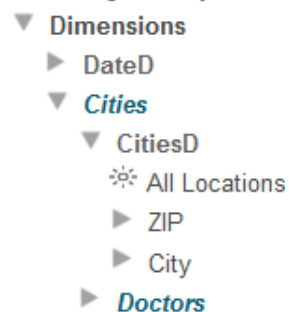 Dimensions
DateD
Cities
CitiesD
All Locations
ZIP
City
Doctors